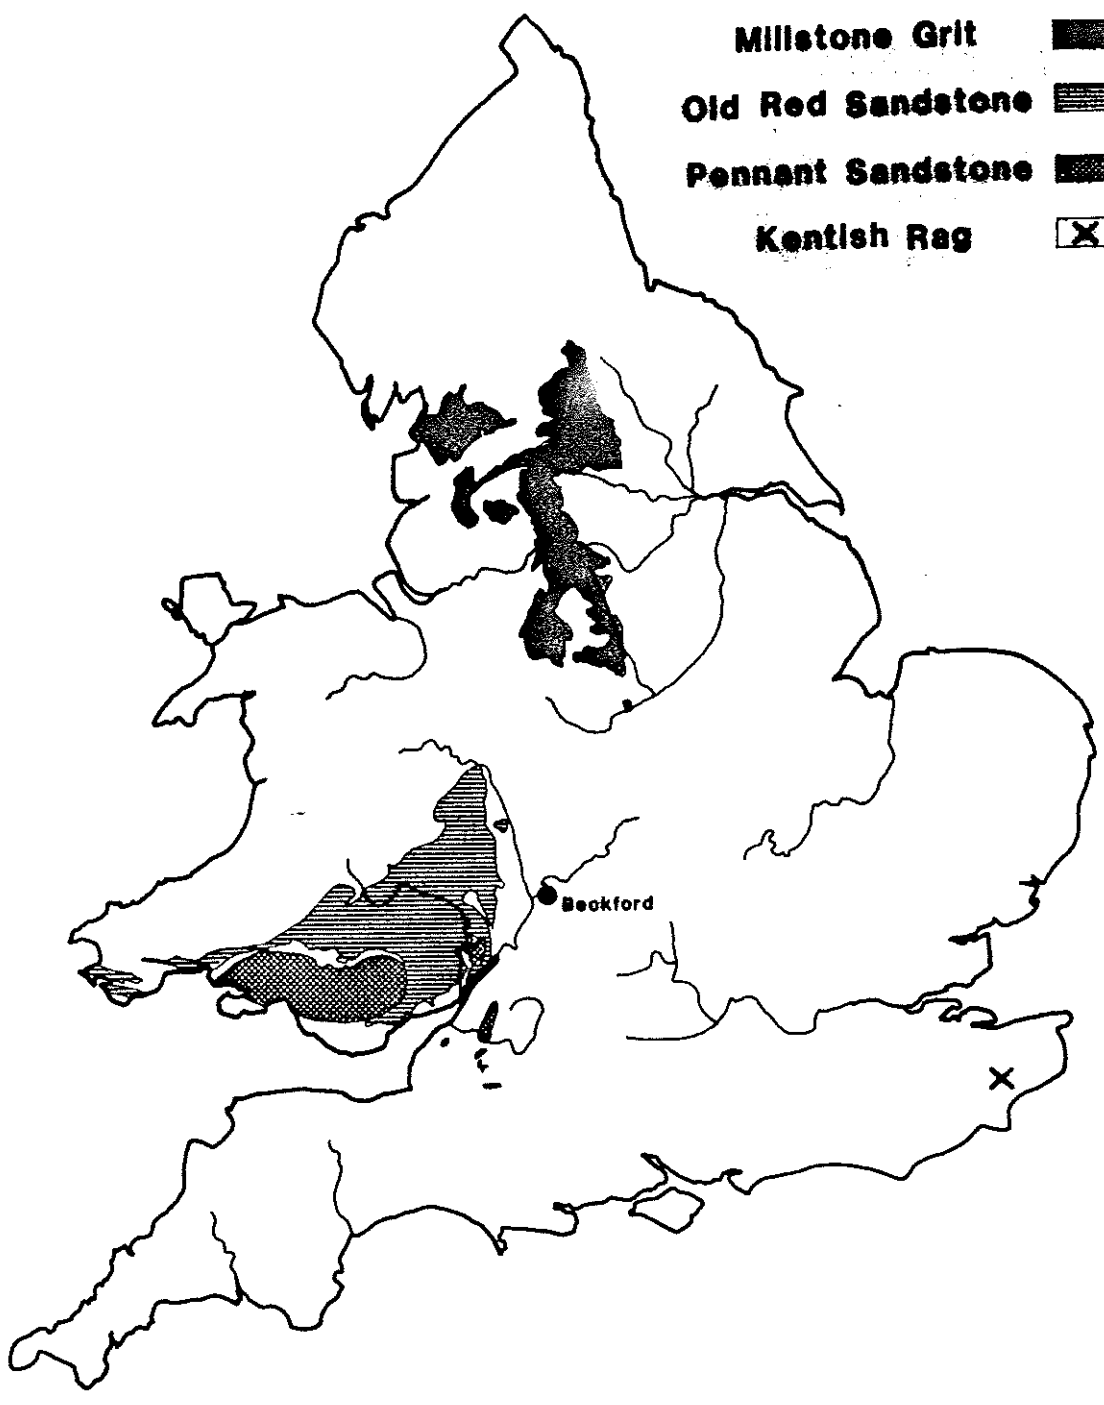 Millstone Grit
Old Red Sandstone
Pennant Sandstone
Kentish Rag
Beckford